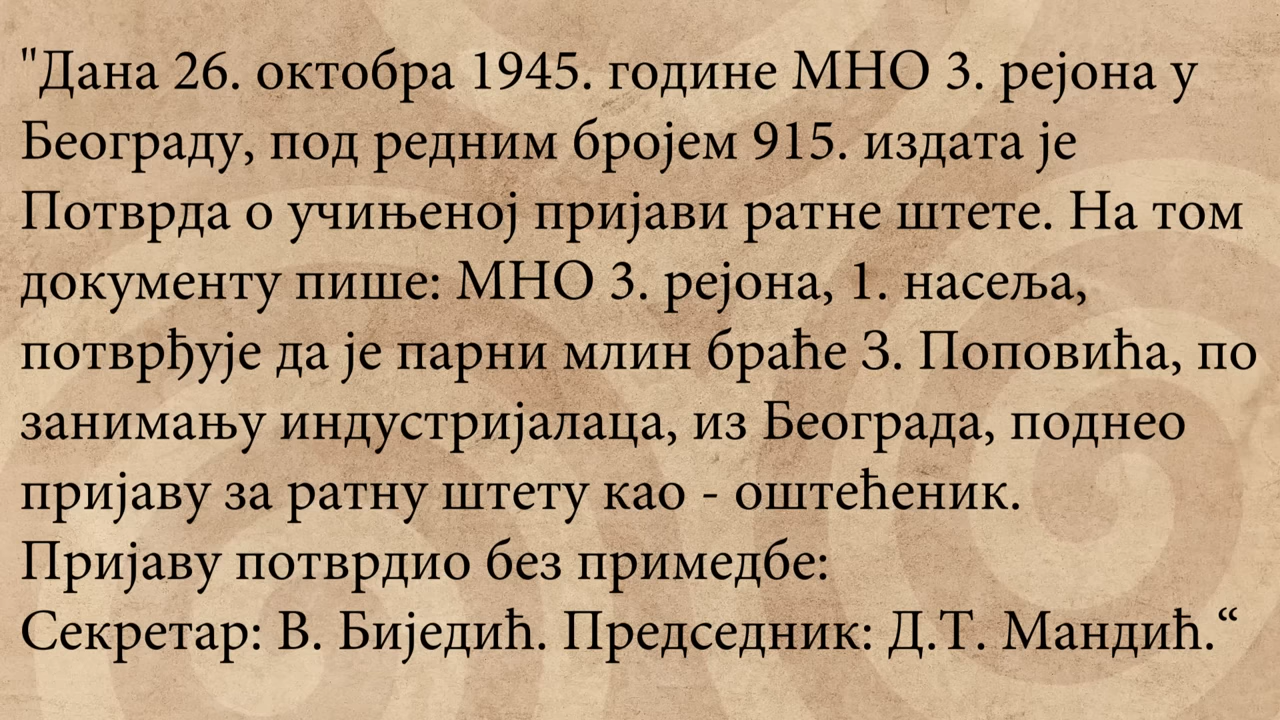 "Дана 26. октобра 1945. године МНО 3. рејона у
Београду, под редним бројем 915. издата је
Потврда о учињеној пријави ратне штете. На том
документу пише: МНО 3. рејона, 1. насеља,
потврђује да је парни млин браће З. Поповића, по
занимању индустријалаца, из Београда, поднео
пријаву за ратну штету као - оштећеник.
Пријаву потврдио без примедбе:
Секретар: В. Биједић. Председник: Д.Т. Мандић.“